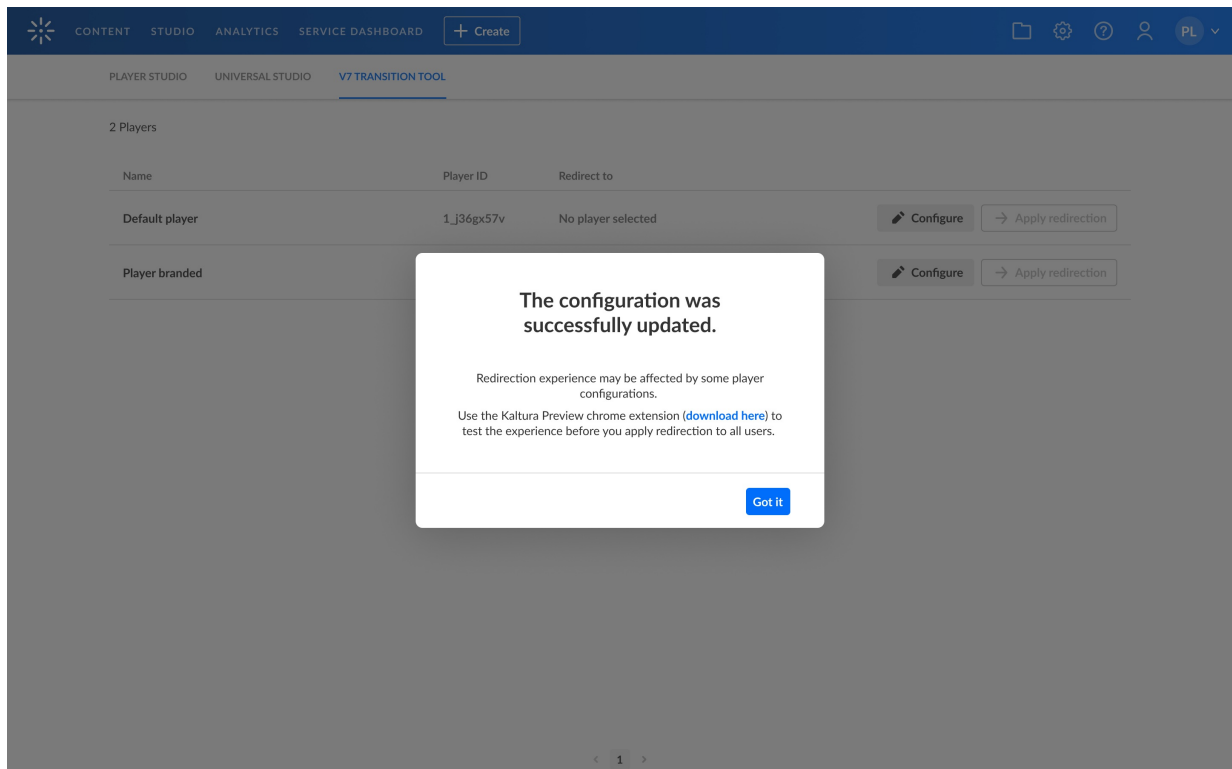 CONTENT STUDIO ANALYTICS SERVICE DASHBOARD + Create PL
PLAYER STUDIO UNIVERSAL STUDIO V7 TRANSITION TOOL
2 Players
Name Player ID Redirect to
Default player 1_j36gx57v No player selected Configure Apply redirection
Player branded Configure Apply redirection
The configuration was
successfully updated.
Redirection experience may be affected by some player
configurations.
Use the Kaltura Preview chrome extension (download here) to
test the experience before you apply redirection to all users.
Got it
< 1 >